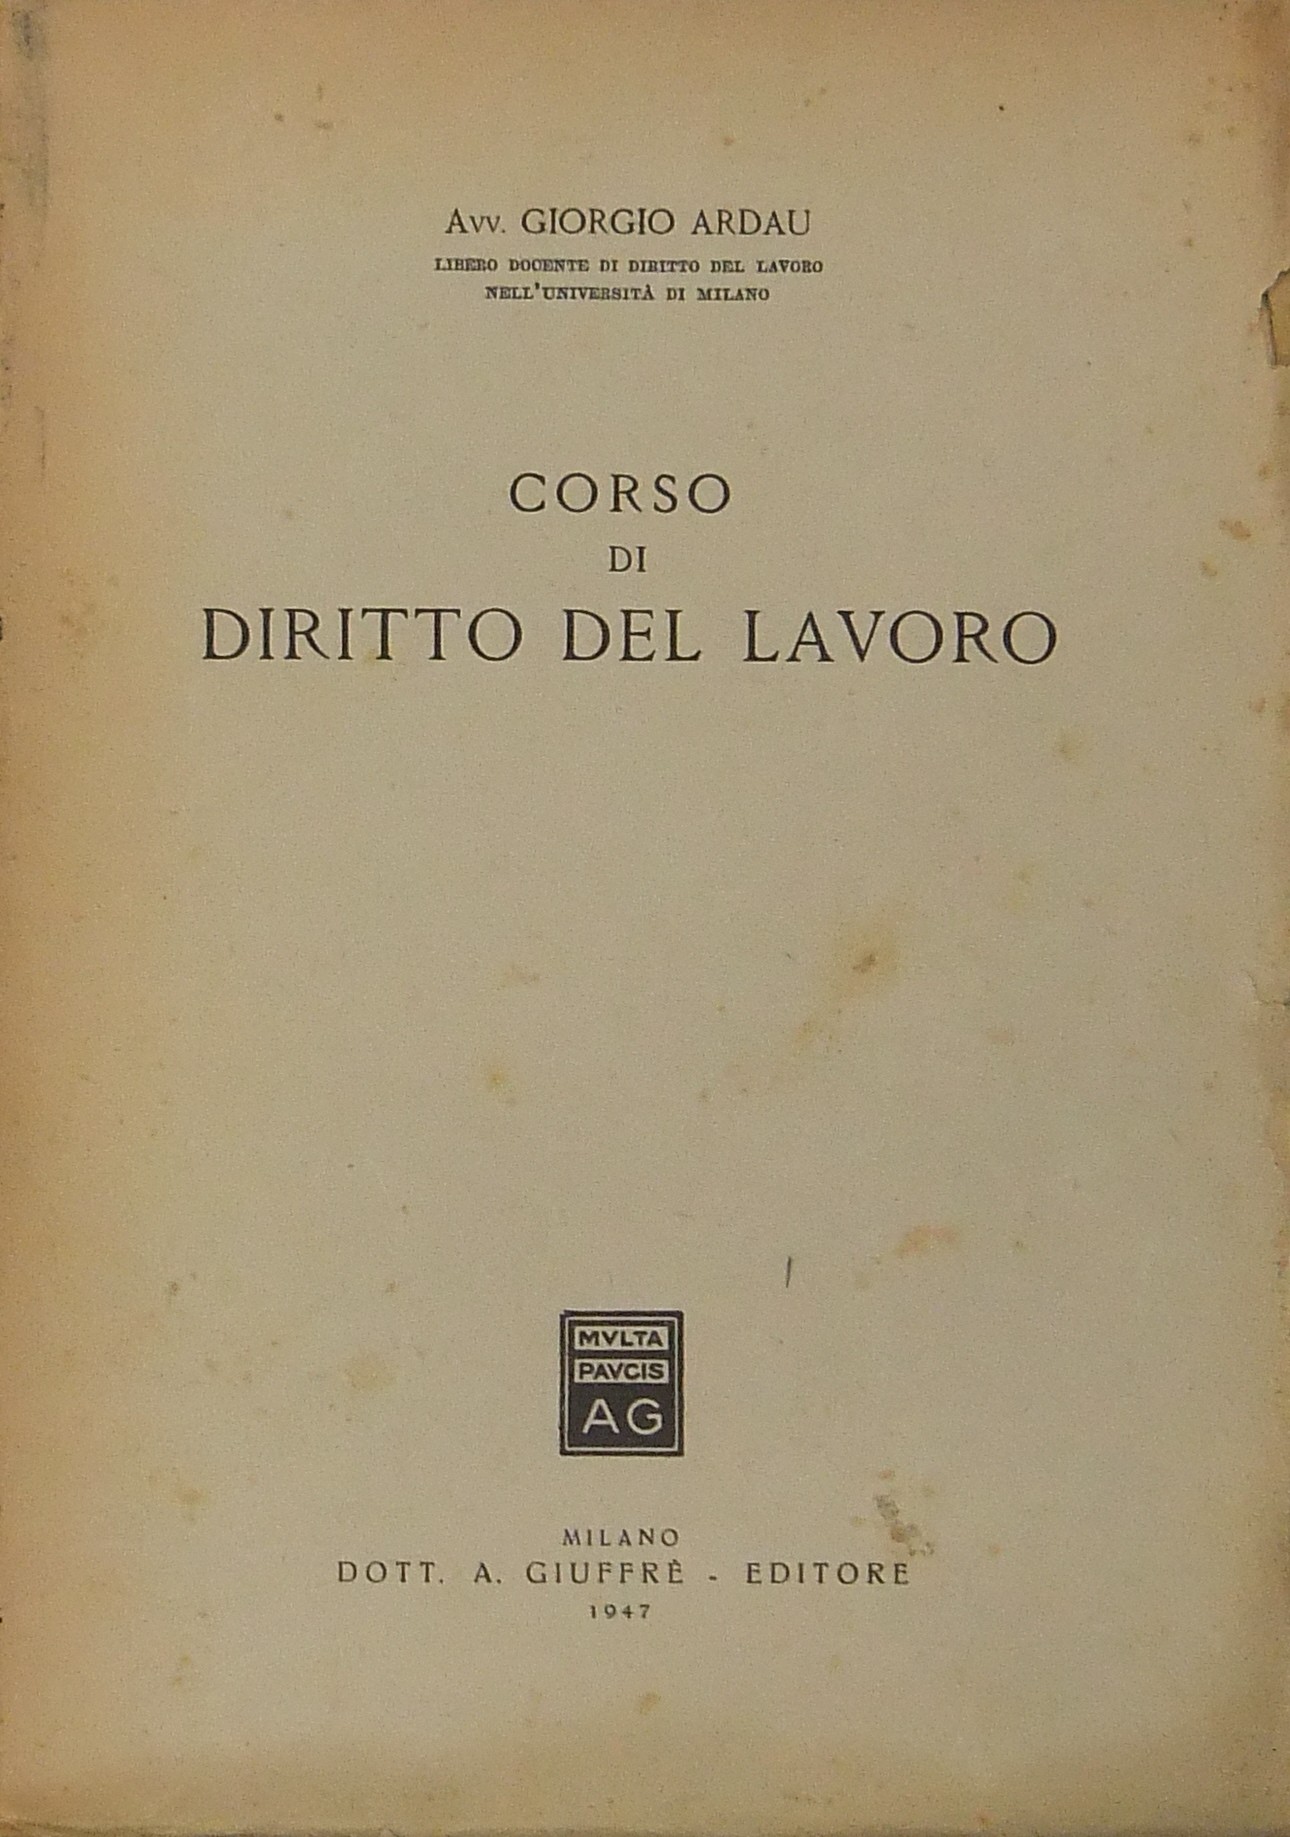 Avv. GIORGIO ARDAU
LIBERO DOCENTE DI DIRITTO DEL LAVORO
NELL'UNIVERSITÀ DI MILANO
CORSO
DI
DIRITTO DEL LAVORO
MVLTA
PAVCIS
AG
MILANO
DOTT. A. GIUFFRÈ - EDITORE
1947